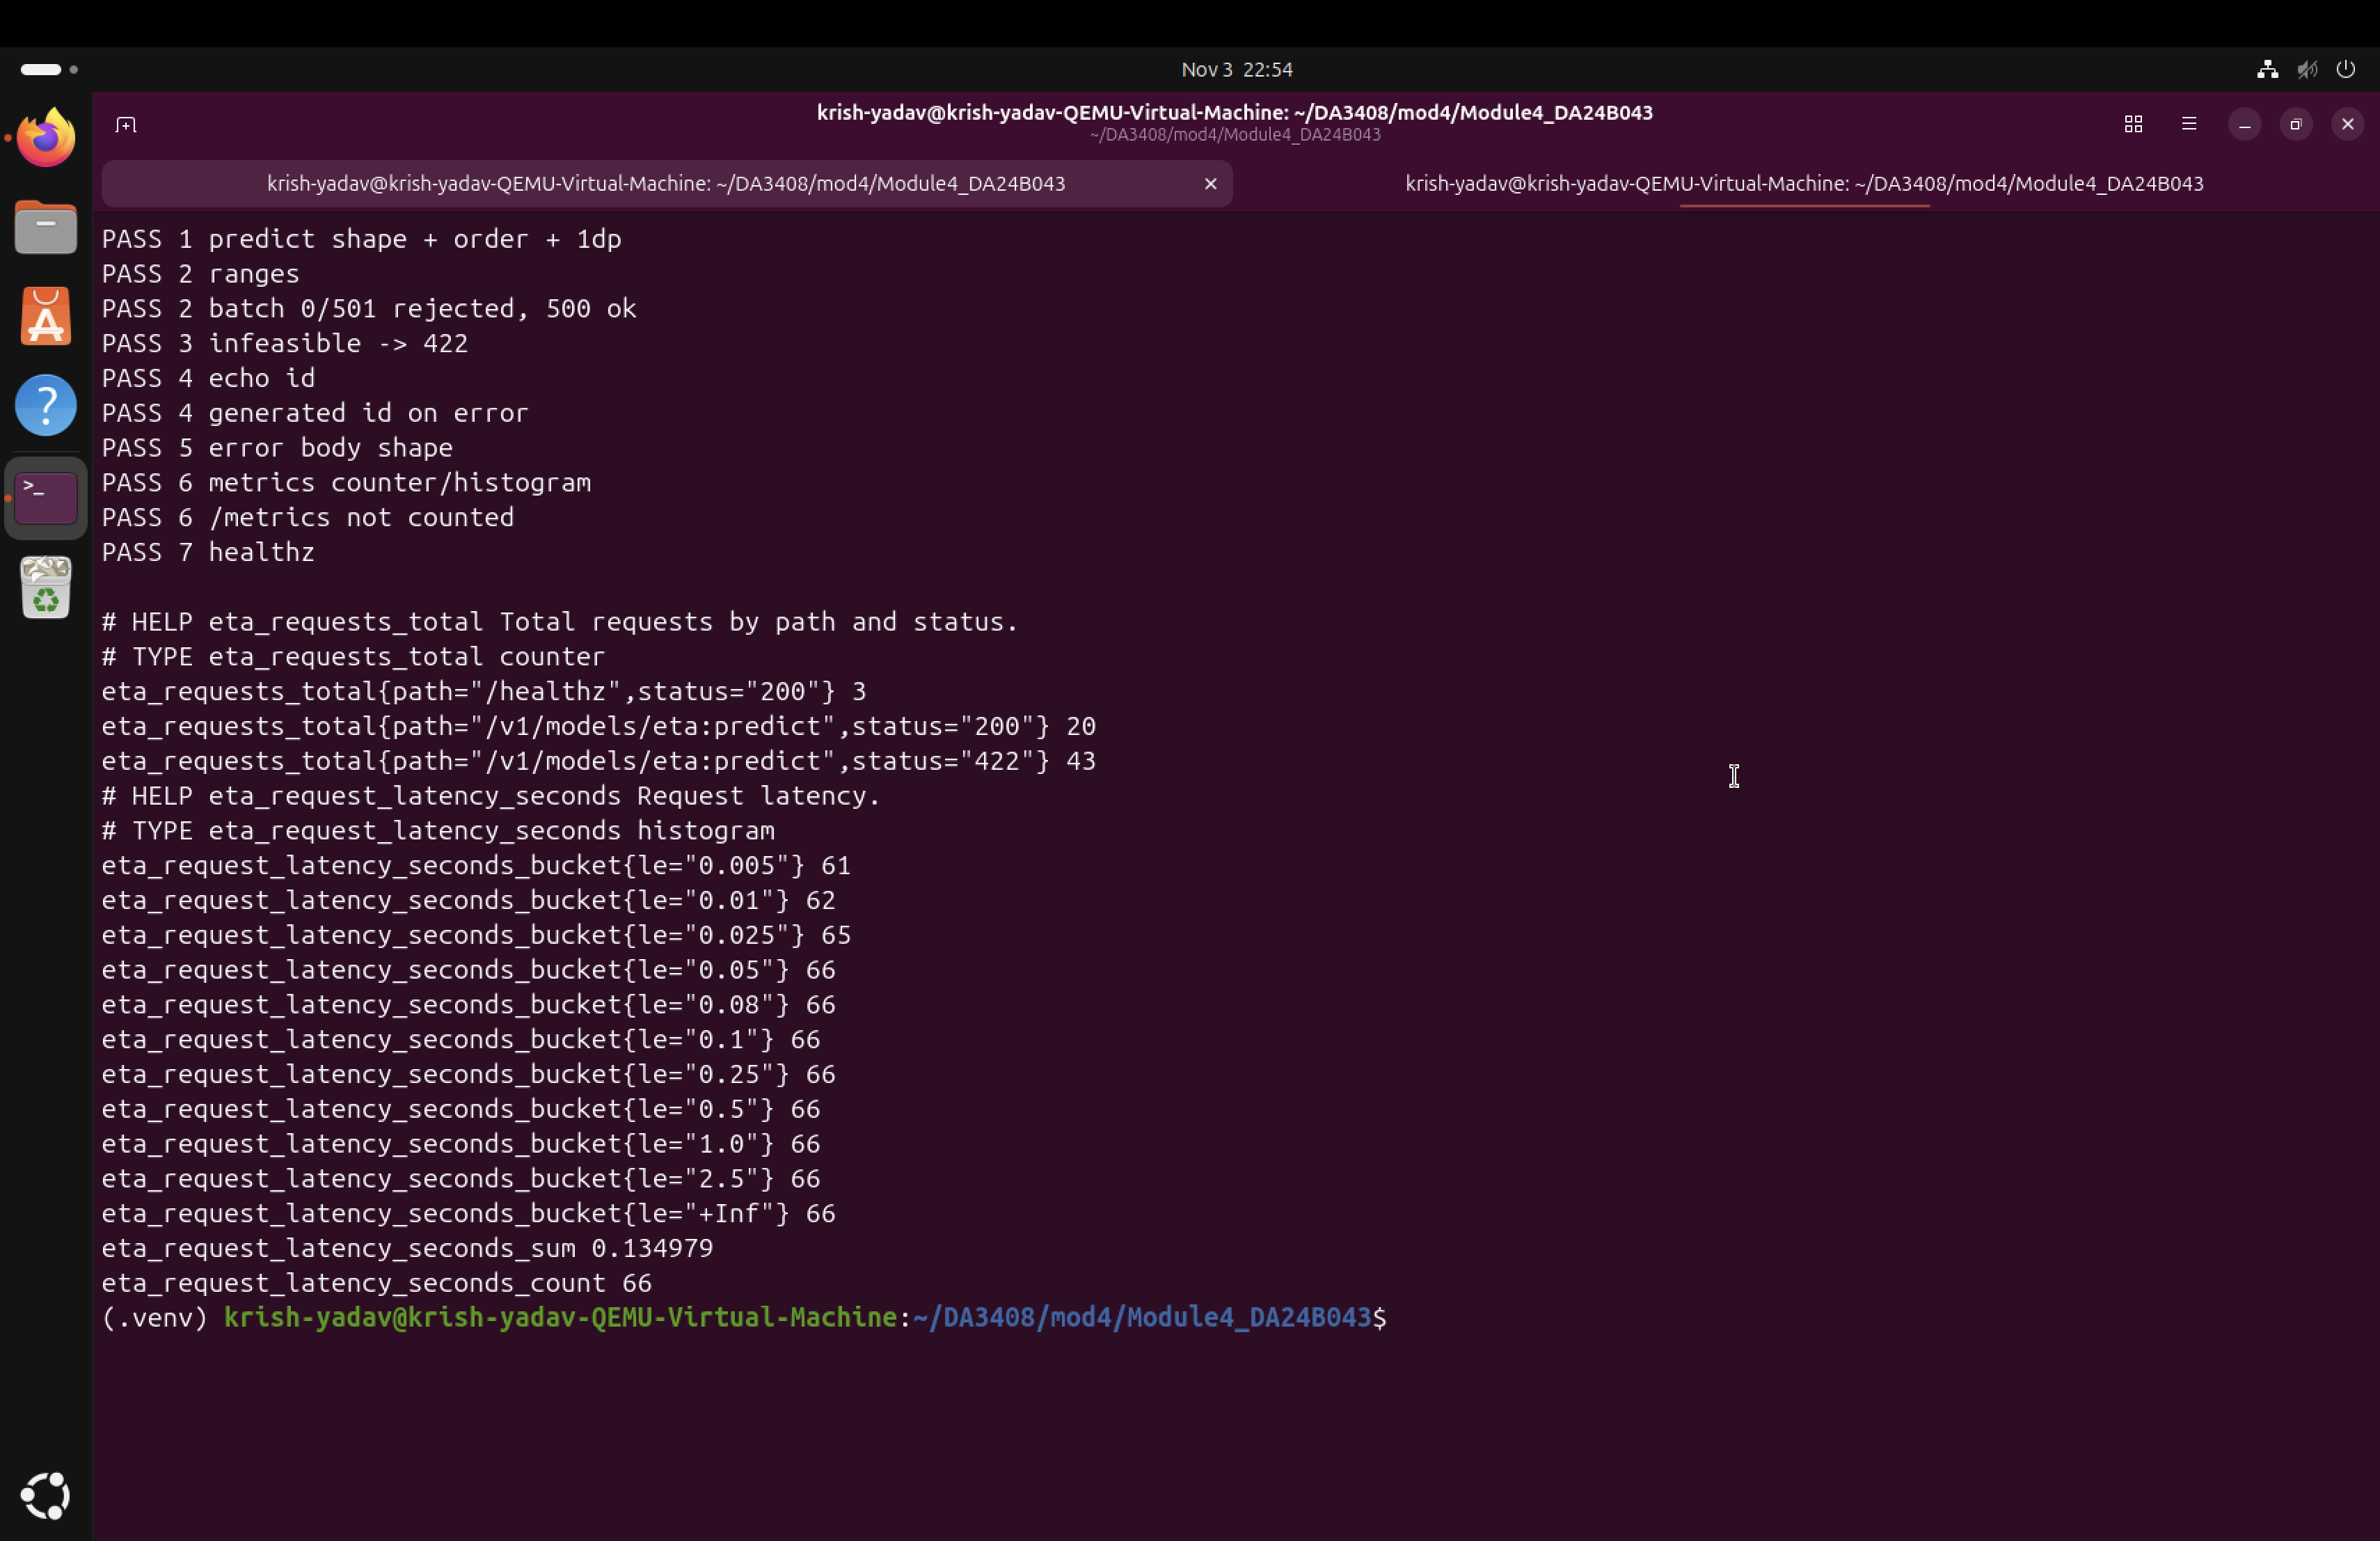 Nov 3 22:54
krish-yadav@krish-yadav-QEMU-Virtual-Machine: ~/DA3408/mod4/Module4_DA24B043
~/DA3408/mod4/Module4_DA24B043
krish-yadav@krish-yadav-QEMU-Virtual-Machine: ~/DA3408/mod4/Module4_DA24B043
krish-yadav@krish-yadav-QEMU-Virtual-Machine: ~/DA3408/mod4/Module4_DA24B043
PASS 1 predict shape + order + 1dp
PASS 2 ranges
PASS 2 batch 0/501 rejected, 500 ok
PASS 3 infeasible -> 422
PASS 4 echo id
PASS 4 generated id on error
PASS 5 error body shape
PASS 6 metrics counter/histogram
PASS 6 /metrics not counted
PASS 7 healthz
# HELP eta_requests_total Total requests by path and status.
# TYPE eta_requests_total counter
eta_requests_total{path="/healthz",status="200"} 3
eta_requests_total{path="/v1/models/eta:predict",status="200"} 20
eta_requests_total{path="/v1/models/eta:predict",status="422"} 43
# HELP eta_request_latency_seconds Request latency.
# TYPE eta_request_latency_seconds histogram
eta_request_latency_seconds_bucket{le="0.005"} 61
eta_request_latency_seconds_bucket{le="0.01"} 62
eta_request_latency_seconds_bucket{le="0.025"} 65
eta_request_latency_seconds_bucket{le="0.05"} 66
eta_request_latency_seconds_bucket{le="0.08"} 66
eta_request_latency_seconds_bucket{le="0.1"} 66
eta_request_latency_seconds_bucket{le="0.25"} 66
eta_request_latency_seconds_bucket{le="0.5"} 66
eta_request_latency_seconds_bucket{le="1.0"} 66
eta_request_latency_seconds_bucket{le="2.5"} 66
eta_request_latency_seconds_bucket{le="+Inf"} 66
eta_request_latency_seconds_sum 0.134979
eta_request_latency_seconds_count 66
(.venv) krish-yadav@krish-yadav-QEMU-Virtual-Machine:~/DA3408/mod4/Module4_DA24B043$